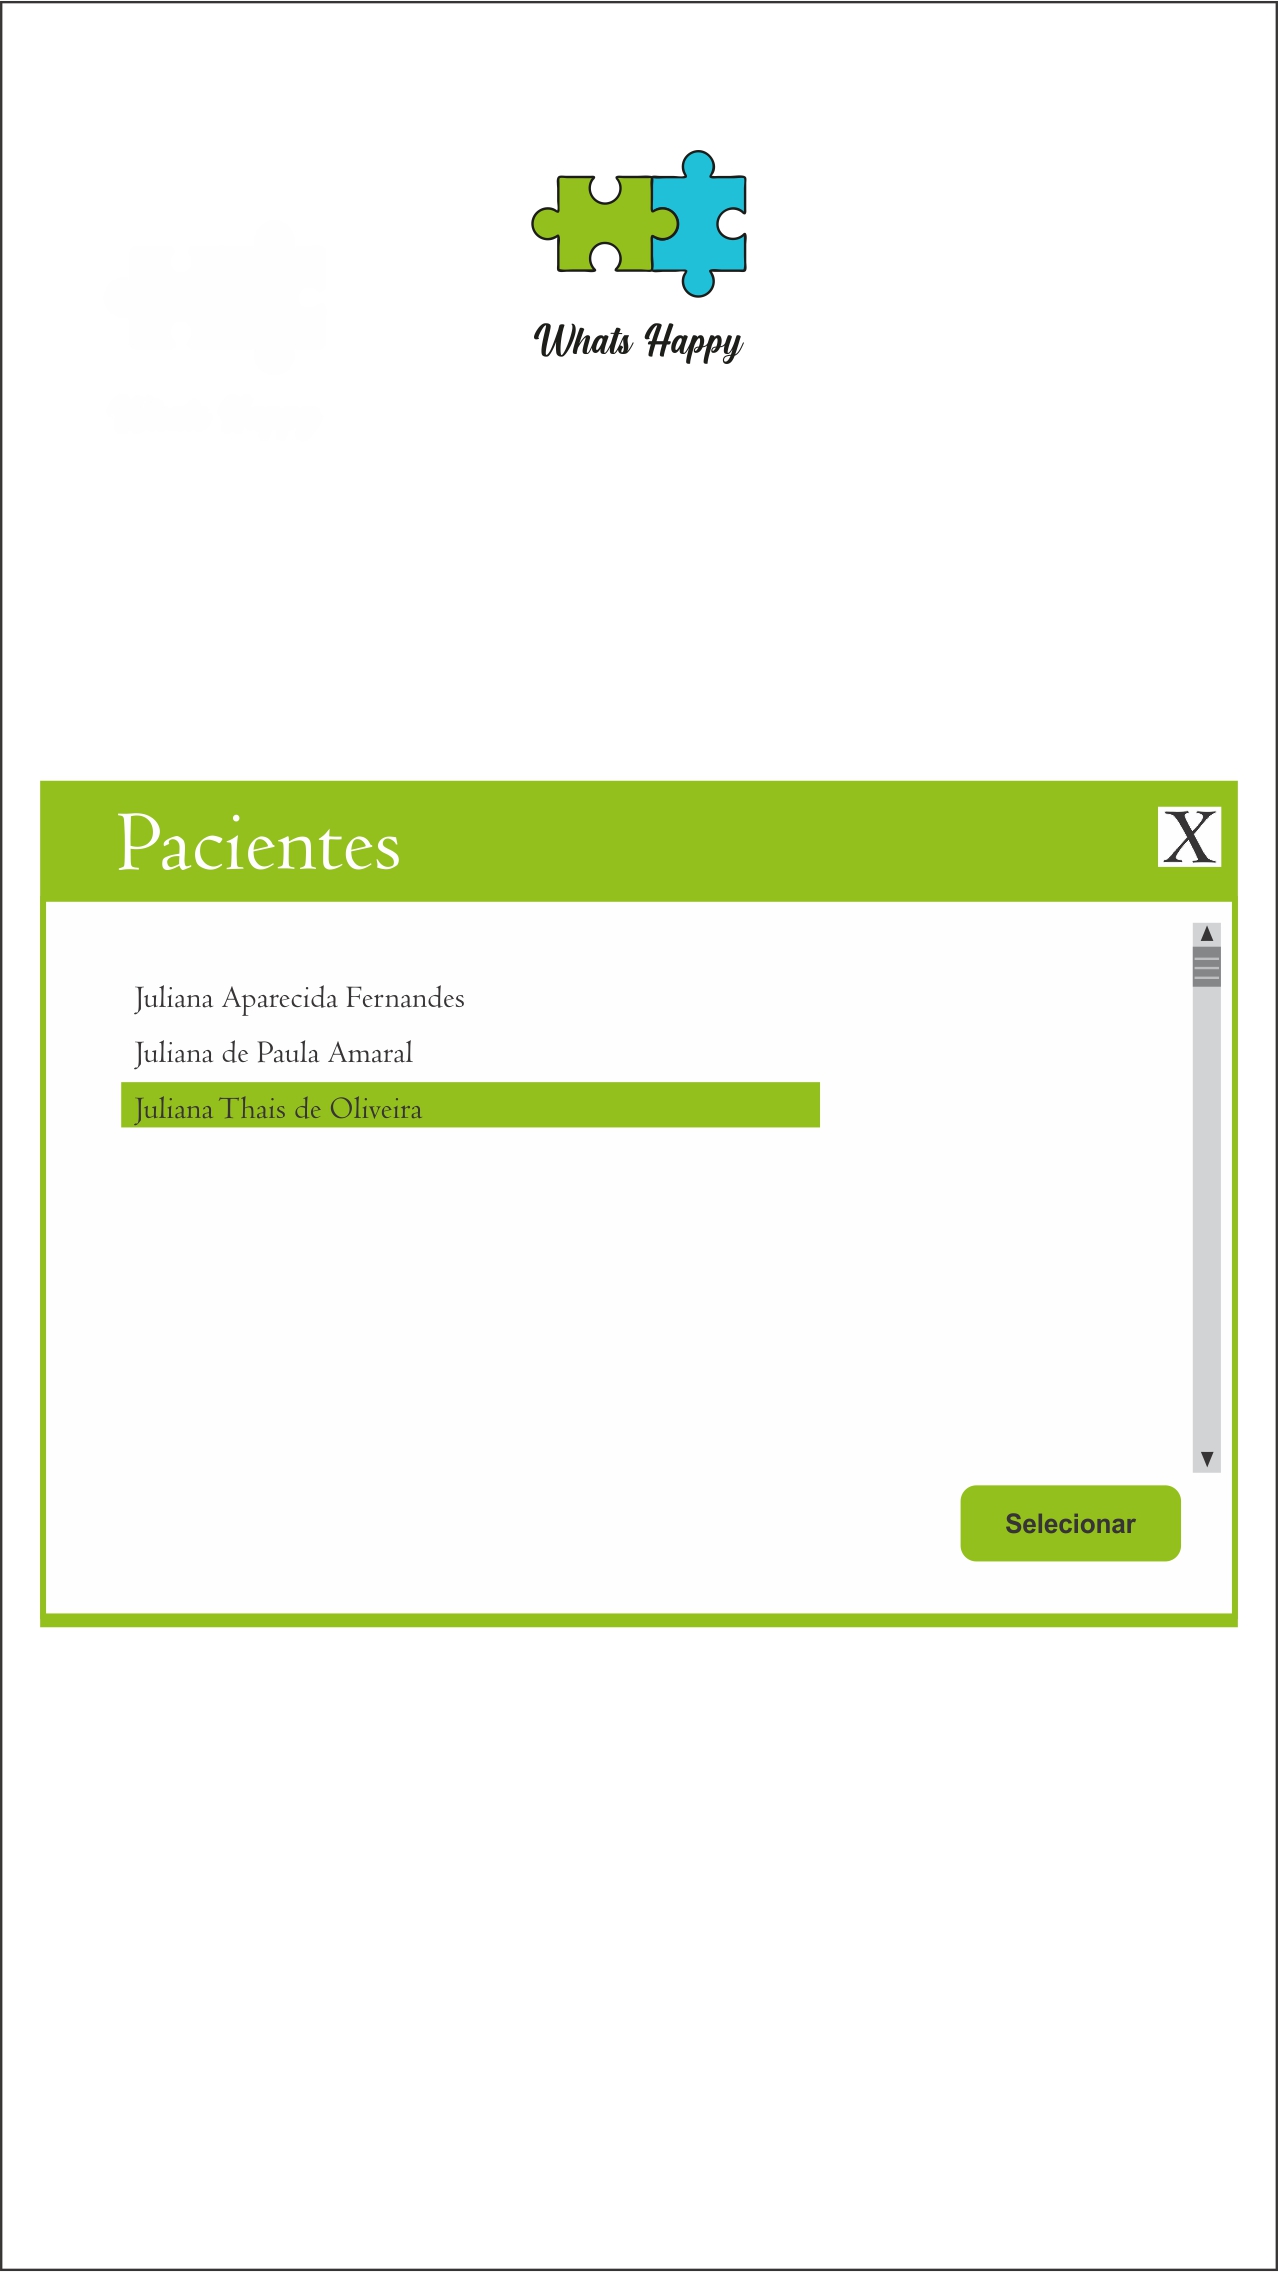 Whats Happy
Pacientes
X
Juliana Aparecida Fernandes
Juliana de Paula Amaral
Juliana Thais de Oliveira
Selecionar